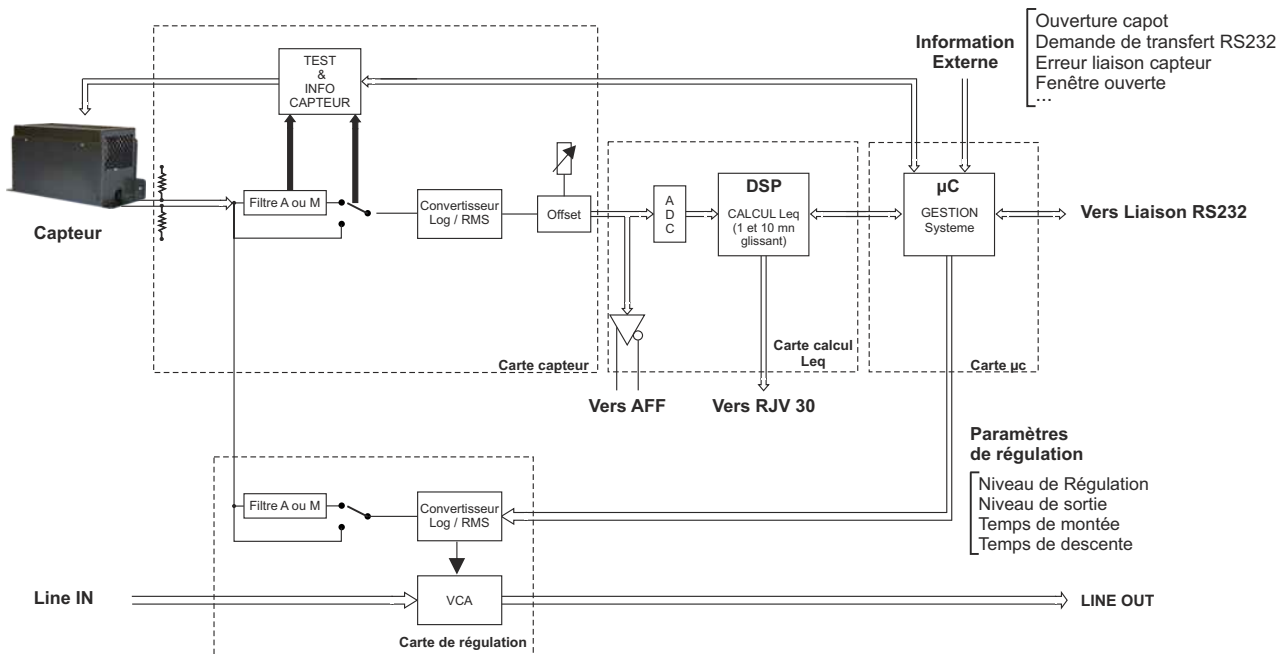 Information
Externe
Ouverture capot
Demande de transfert RS232
Erreur liaison capteur
Fenêtre ouverte
...
TEST
&
INFO
CAPTEUR
Capteur
Filtre A ou M
Convertisseur
Log / RMS
Offset
A
D
C
DSP
CALCUL Leq
(1 et 10 mn
glissant)
µC
GESTION
Systeme
Vers Liaison RS232
Carte capteur
Carte calcul
Leq
Carte µc
Vers AFF
Vers RJV 30
Paramètres
de régulation
Niveau de Régulation
Niveau de sortie
Temps de montée
Temps de descente
Filtre A ou M
Convertisseur
Log / RMS
Line IN
VCA
LINE OUT
Carte de régulation